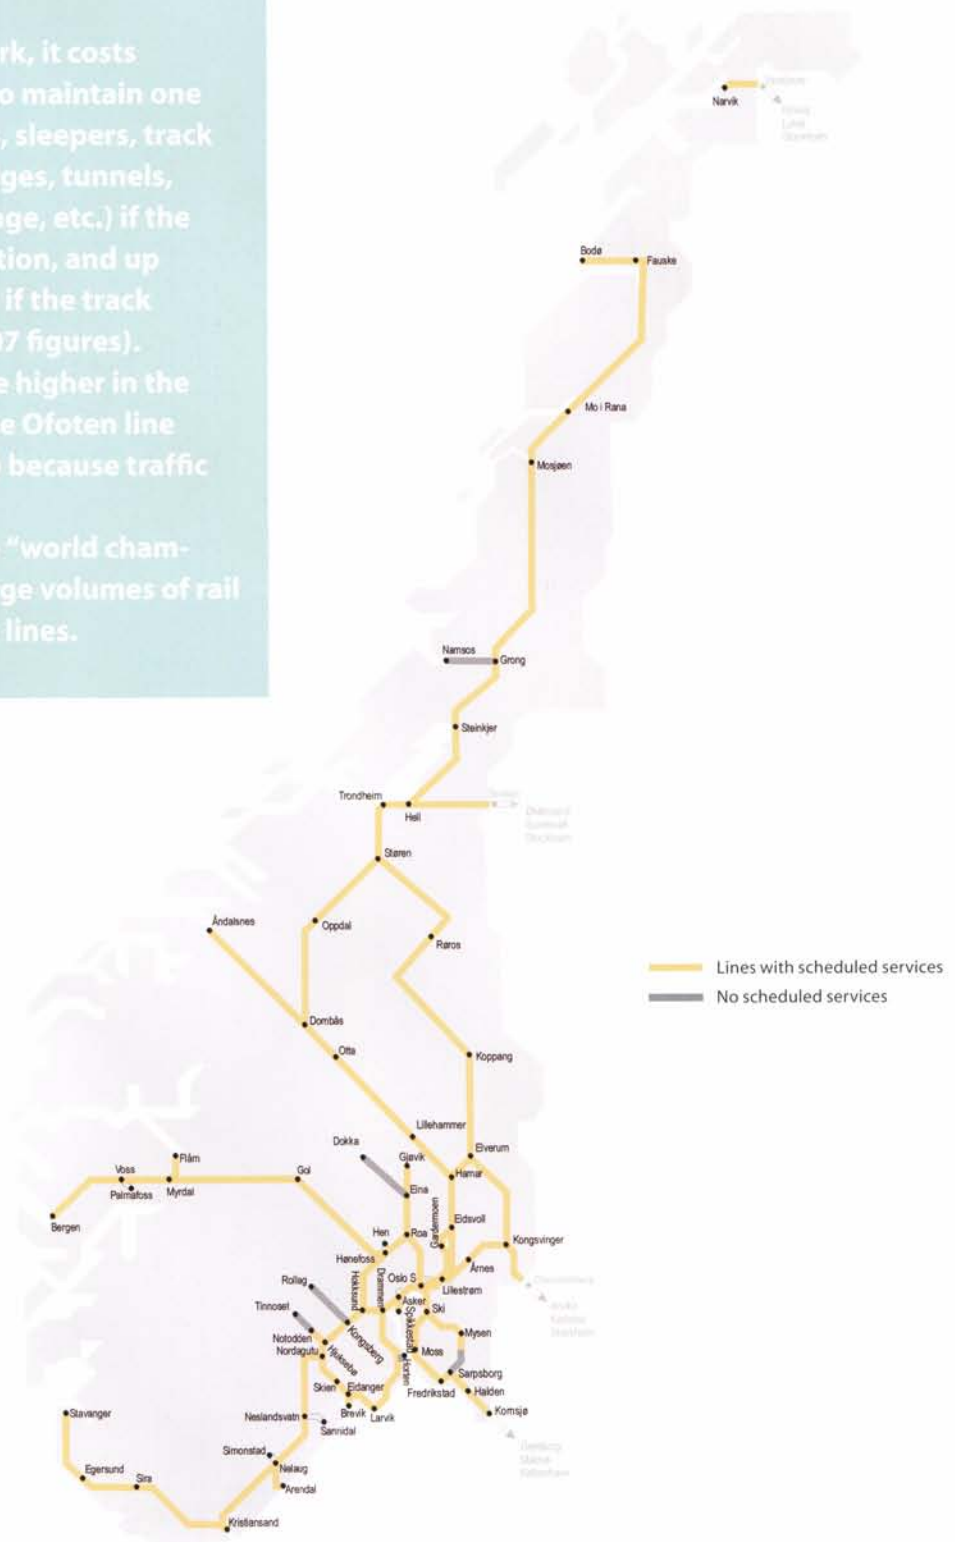 rk, it costs
o maintain one
, sleepers, track
ges, tunnels,
age, etc.) if the
tion, and up
if the track
07 figures).
e higher in the
e Ofoten line
because traffic
“world cham-
ge volumes of rail
lines.
Narvik
Bodø
Fauske
Mo i Rana
Mosjøen
Namsos
Grong
Steinkjer
Trondheim
Hell
Støren
Åndalsnes
Oppdal
Røros
Lines with scheduled services
No scheduled services
Dombås
Otta
Koppang
Lillehammer
Dokka
Gjøvik
Elverum
Flåm
Voss
Gol
Hamar
Palmafoss
Myrdal
Eina
Bergen
Gardermoen
Eidsvoll
Hen
Roa
Kongsvinger
Hønefoss
Årnes
Hokksund
Drammen
Oslo S
Lillestrøm
Rollag
Asker
Tinnoset
Spikkestad
Ski
Notodden
Kongsberg
Mysen
Nordagutu
Hjuksebø
Moss
Horten
Sarpsborg
Skien
Eidanger
Fredrikstad
Halden
Stavanger
Neslandsvatn
Brevik
Larvik
Kornsjø
Sannidal
Simonstad
Egersund
Sira
Nelaug
Arendal
Kristiansand